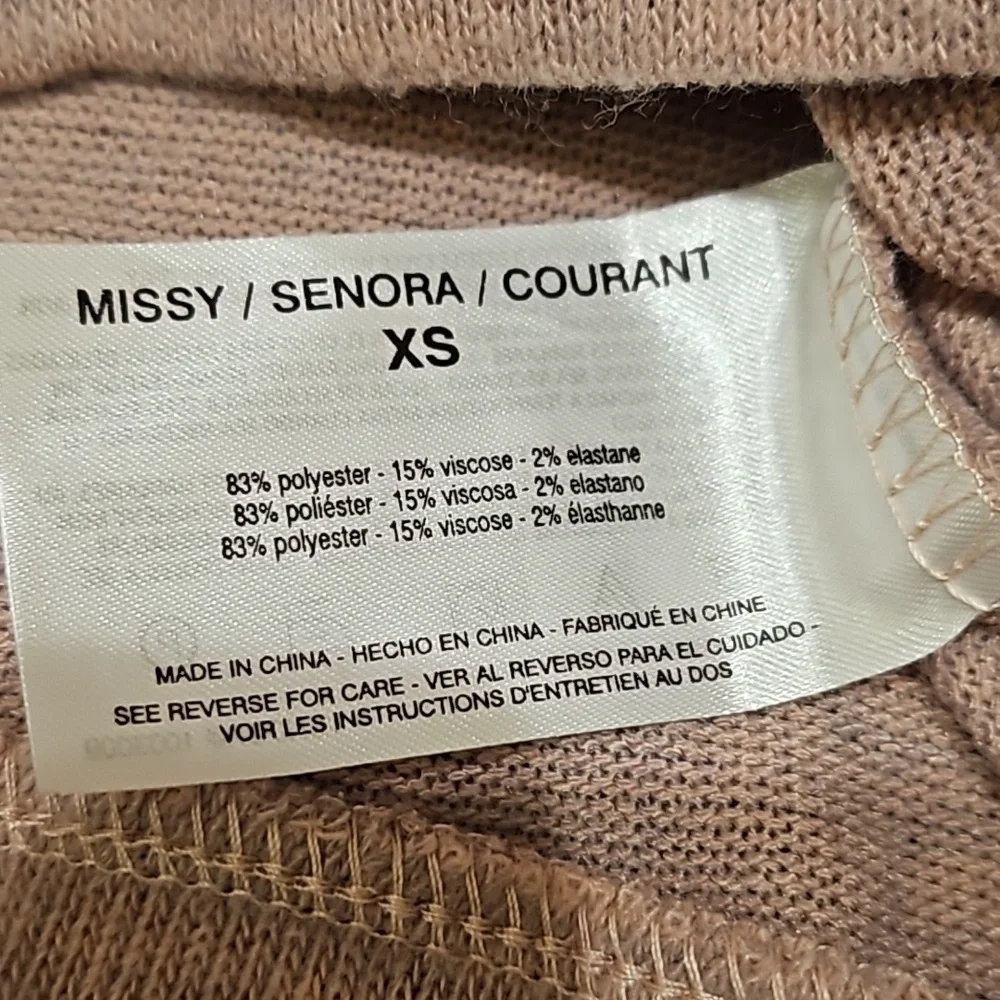 MISSY / SENORA / COURANT
XS
83% polyester - 15% viscose - 2% elastane
83% poliéster - 15% viscosa - 2% elastano
83% polyester - 15% viscose - 2% élasthanne
MADE IN CHINA - HECHO EN CHINA - FABRIQUÉ EN CHINE
SEE REVERSE FOR CARE - VER AL REVERSO PARA EL CUIDADO -
VOIR LES INSTRUCTIONS D'ENTRETIEN AU DOS